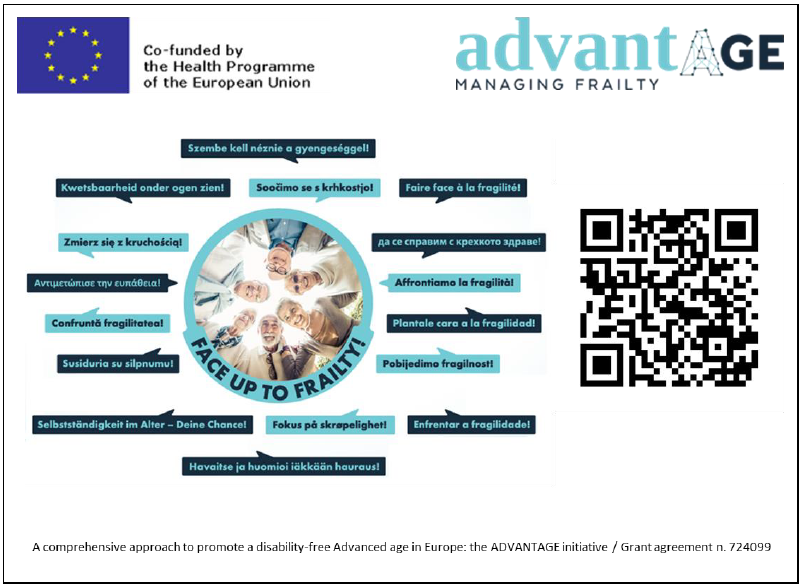 Co-funded by
the Health Programme
of the European Union
advantAGE
MANAGING FRAILTY
Szembe kell néznie a gyengeséggel!
Kwetsbaarheid onder ogen zien!
Soočimo se s krhkostjo!
Faire face à la fragilité!
Zmierz się z kruchością!
да се справим с крехкото здраве!
Αντιμετώπισε την ευπάθεια!
Affrontiamo la fragilità!
Confruntă fragilitatea!
Plantale cara a la fragilidad!
Susiduria su silpnumu!
Pobijedimo fragilnost!
FACE UP TO FRAILTY!
Selbstständigkeit im Alter – Deine Chance!
Fokus på skrøpelighet!
Enfrentar a fragilidade!
Havaitse ja huomioi iäkkään hauraus!
A comprehensive approach to promote a disability-free Advanced age in Europe: the ADVANTAGE initiative / Grant agreement n. 724099